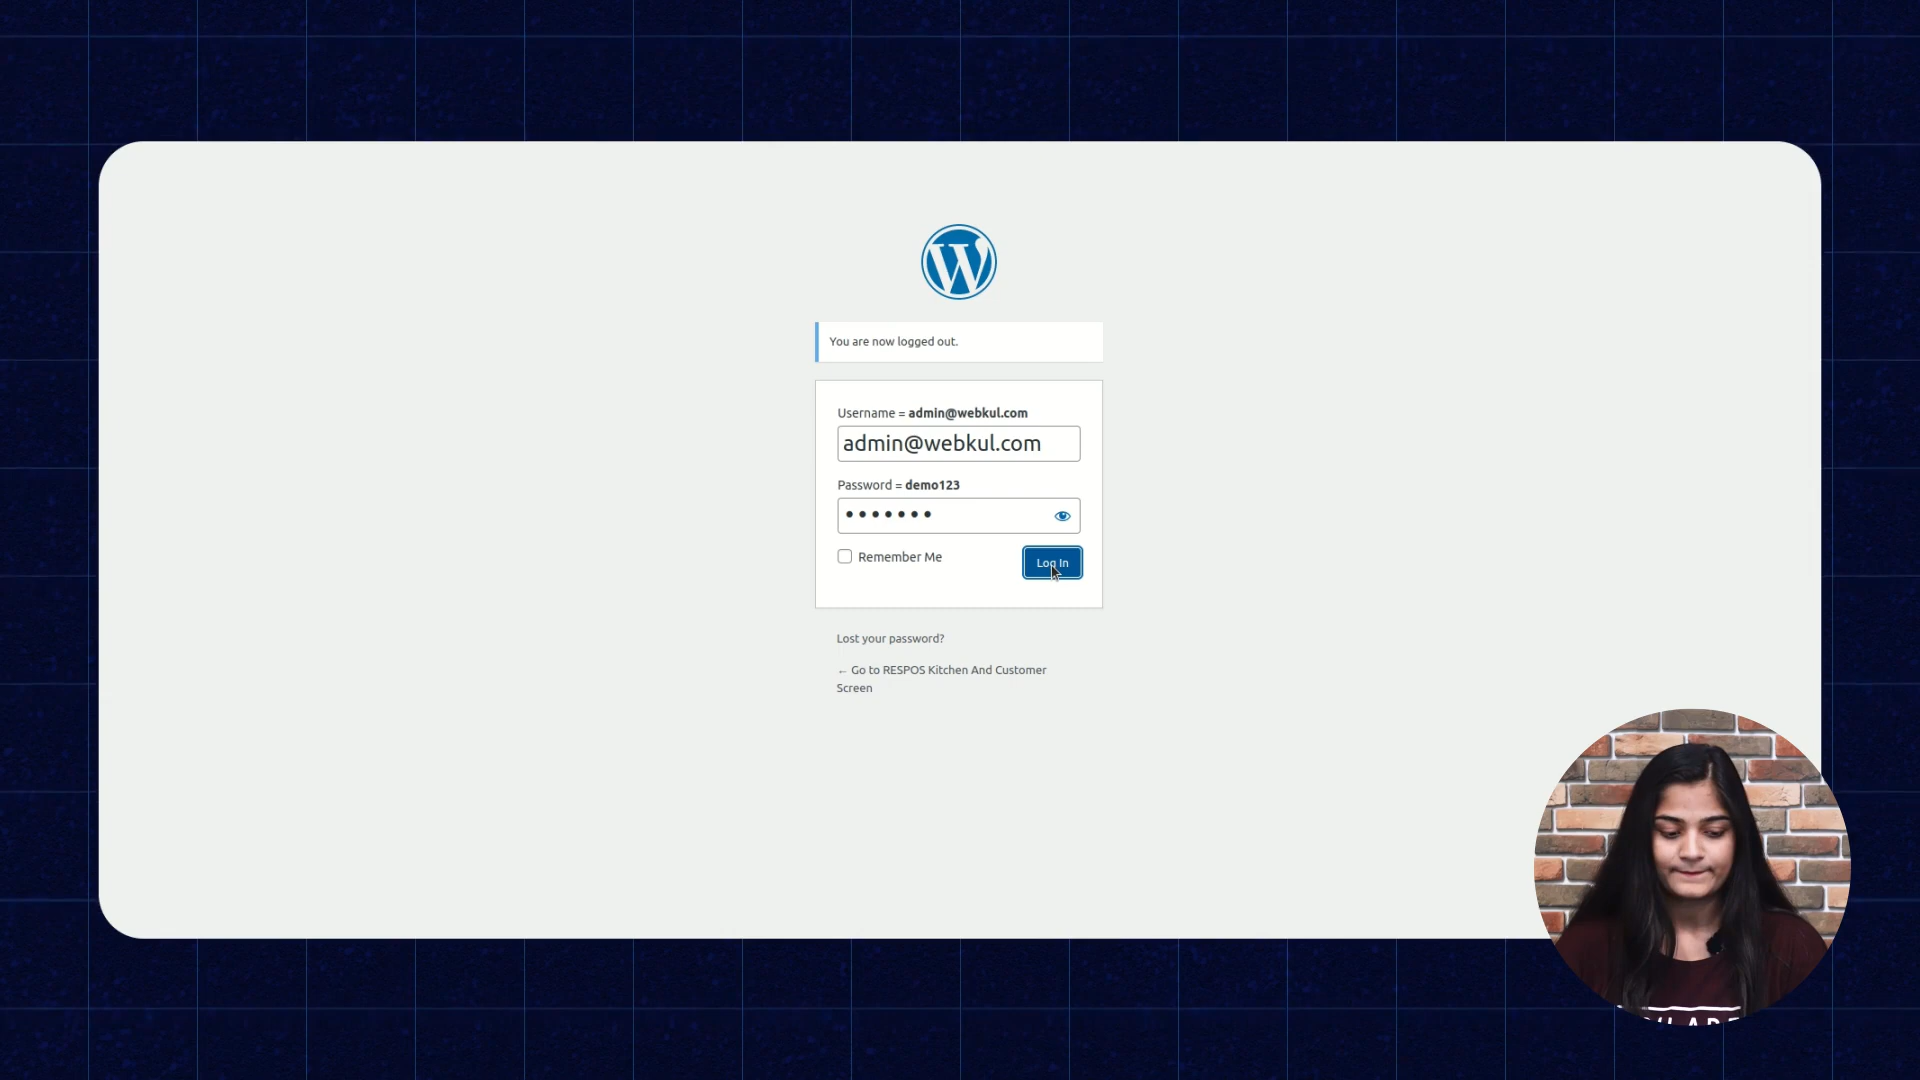 You are now logged out.
Username = admin@webkul.com
admin@webkul.com
Password = demo123
Remember Me
Log In
Lost your password?
← Go to RESPOS Kitchen And Customer
Screen